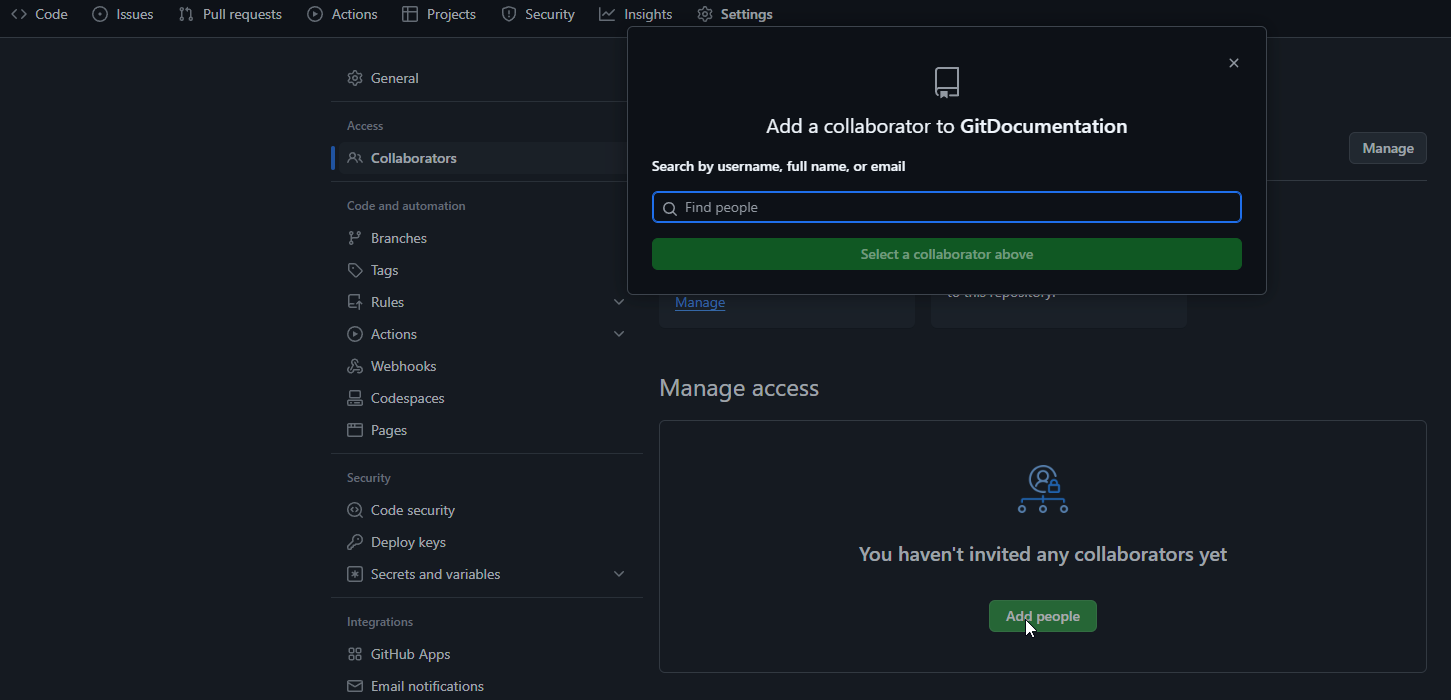 Code
Issues
Pull requests
Actions
Projects
Security
Insights
Settings
General
Access
Collaborators
Code and automation
Branches
Tags
Rules
Actions
Webhooks
Codespaces
Pages
Security
Code security
Deploy keys
Secrets and variables
Integrations
GitHub Apps
Email notifications
Add a collaborator to GitDocumentation
Search by username, full name, or email
Find people
Select a collaborator above
Manage
Manage
to this repository.
Manage access
You haven't invited any collaborators yet
Add people